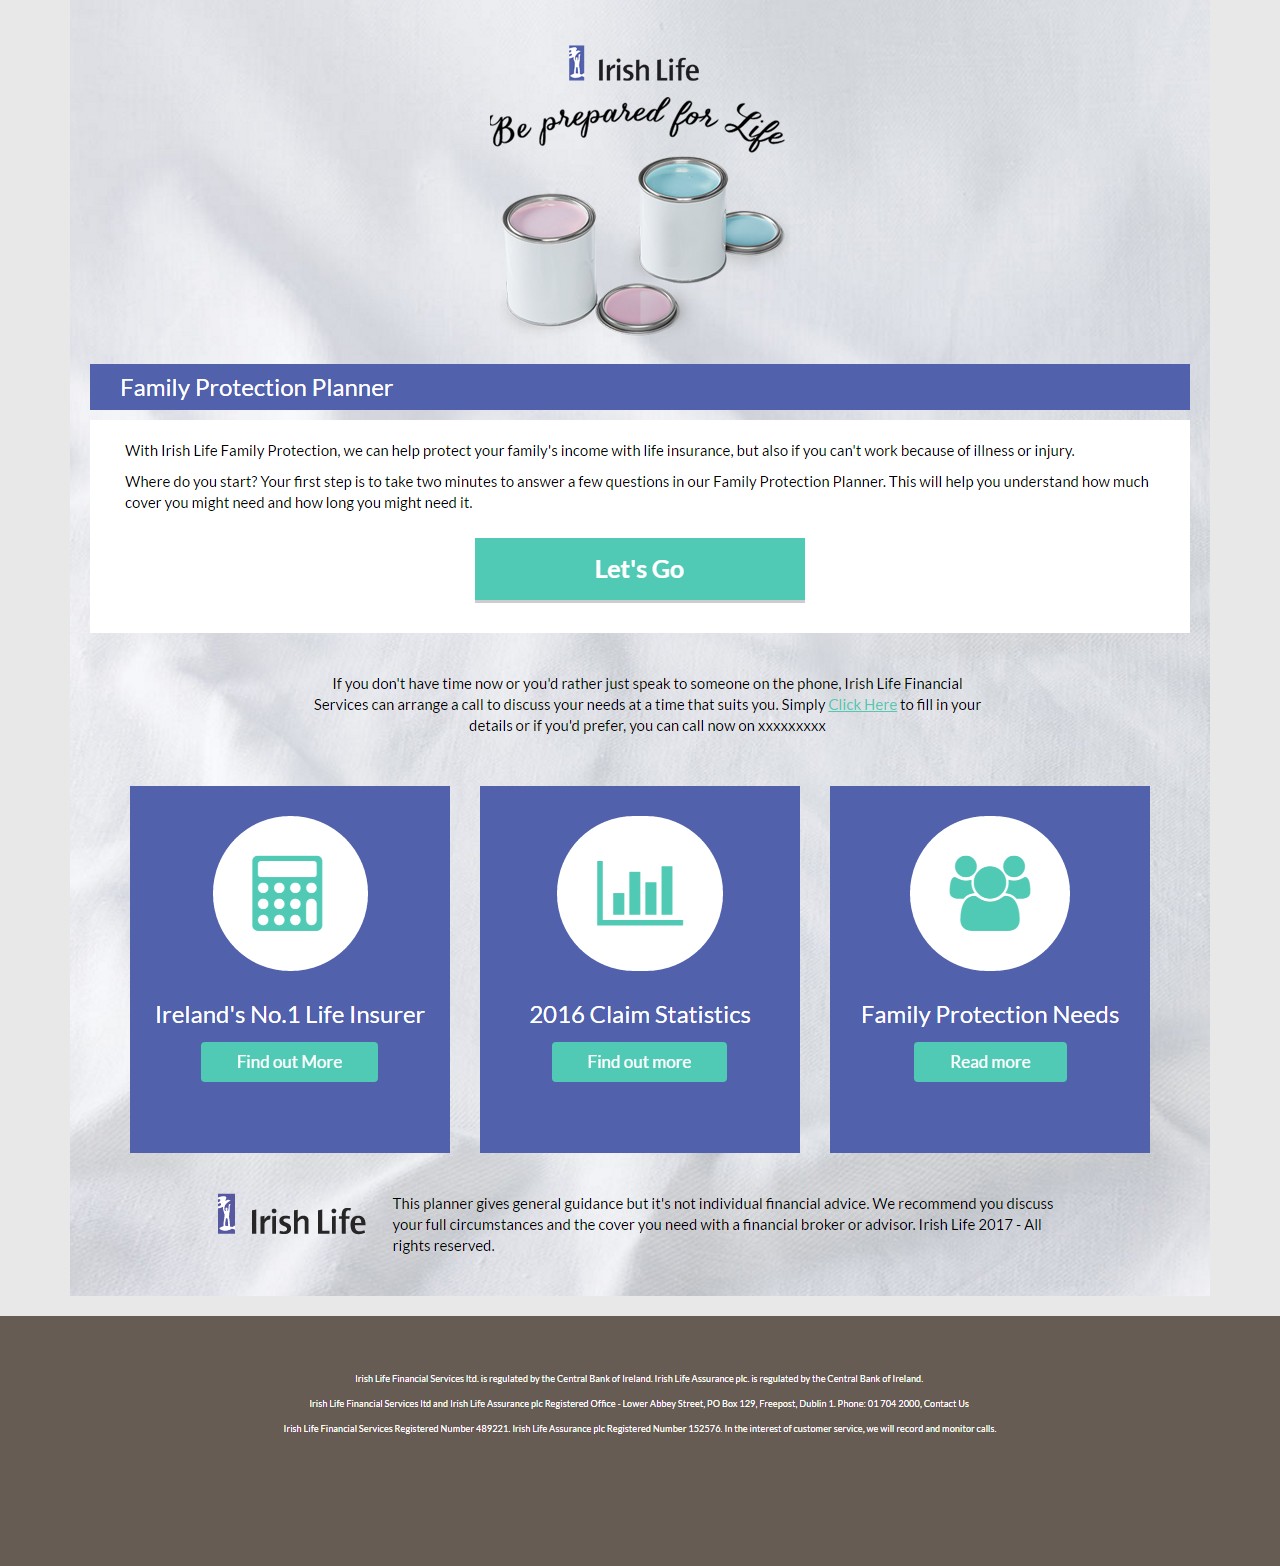 Irish Life
Be prepared for Life
Family Protection Planner
With Irish Life Family Protection, we can help protect your family's income with life insurance, but also if you can't work because of illness or injury.
Where do you start? Your first step is to take two minutes to answer a few questions in our Family Protection Planner. This will help you understand how much
cover you might need and how long you might need it.
Let's Go
If you don't have time now or you'd rather just speak to someone on the phone, Irish Life Financial
Services can arrange a call to discuss your needs at a time that suits you. Simply Click Here to fill in your
details or if you'd prefer, you can call now on xxxxxxxxx
Ireland's No.1 Life Insurer
Find out More
2016 Claim Statistics
Find out more
Family Protection Needs
Read more
Irish Life
This planner gives general guidance but it's not individual financial advice. We recommend you discuss
your full circumstances and the cover you need with a financial broker or advisor. Irish Life 2017 - All
rights reserved.
Irish Life Financial Services ltd. is regulated by the Central Bank of Ireland. Irish Life Assurance plc. is regulated by the Central Bank of Ireland.
Irish Life Financial Services ltd and Irish Life Assurance plc Registered Office - Lower Abbey Street, PO Box 129, Freepost, Dublin 1. Phone: 01 704 2000, Contact Us
Irish Life Financial Services Registered Number 489221. Irish Life Assurance plc Registered Number 152576. In the interest of customer service, we will record and monitor calls.